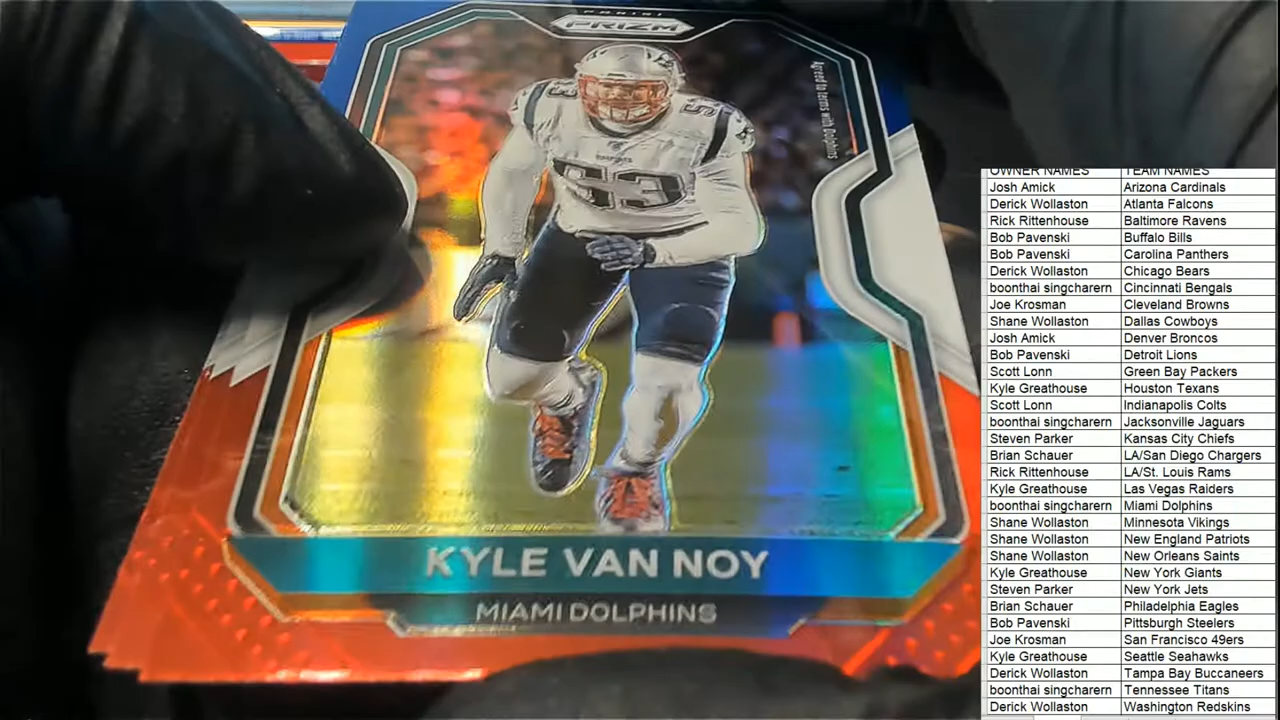 PANINI
PRIZM
Agreed to terms with Dolphins
53
53
PATRIOTS
53
KYLE VAN NOY
MIAMI DOLPHINS
OWNER NAMES TEAM NAMES
Josh Amick Arizona Cardinals
Derick Wollaston Atlanta Falcons
Rick Rittenhouse Baltimore Ravens
Bob Pavenski Buffalo Bills
Bob Pavenski Carolina Panthers
Derick Wollaston Chicago Bears
boonthai singcharern Cincinnati Bengals
Joe Krosman Cleveland Browns
Shane Wollaston Dallas Cowboys
Josh Amick Denver Broncos
Bob Pavenski Detroit Lions
Scott Lonn Green Bay Packers
Kyle Greathouse Houston Texans
Scott Lonn Indianapolis Colts
boonthai singcharern Jacksonville Jaguars
Steven Parker Kansas City Chiefs
Brian Schauer LA/San Diego Chargers
Rick Rittenhouse LA/St. Louis Rams
Kyle Greathouse Las Vegas Raiders
boonthai singcharern Miami Dolphins
Shane Wollaston Minnesota Vikings
Shane Wollaston New England Patriots
Shane Wollaston New Orleans Saints
Kyle Greathouse New York Giants
Steven Parker New York Jets
Brian Schauer Philadelphia Eagles
Bob Pavenski Pittsburgh Steelers
Joe Krosman San Francisco 49ers
Kyle Greathouse Seattle Seahawks
Derick Wollaston Tampa Bay Buccaneers
boonthai singcharern Tennessee Titans
Derick Wollaston Washington Redskins